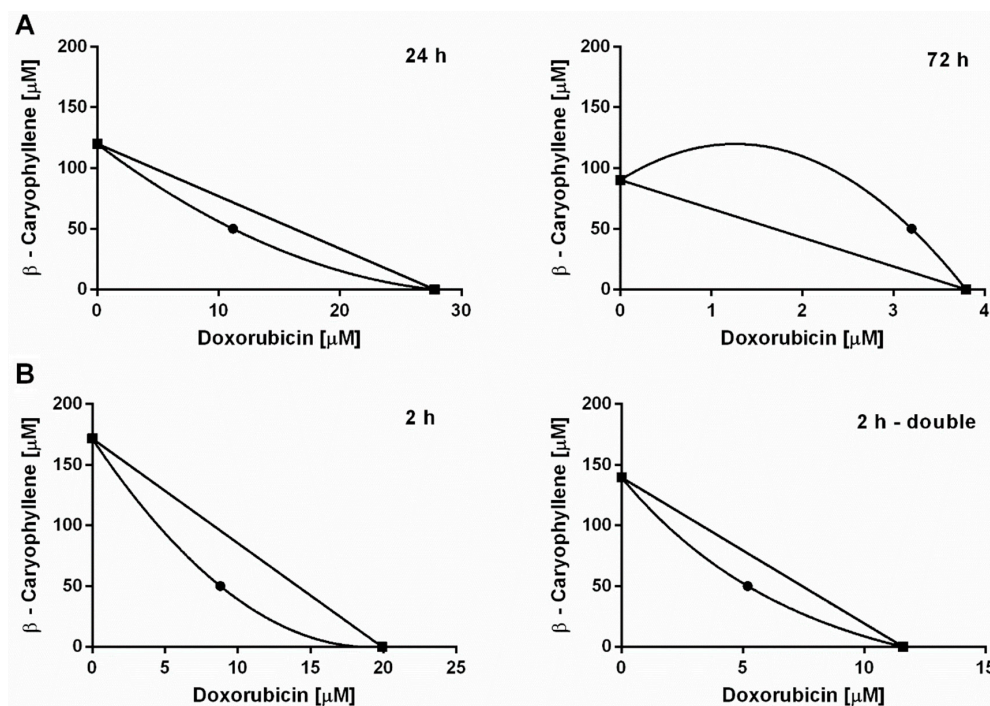 A
24 h
200
150
100
50
0
β - Caryophyllene [μM]
0 10 20 30
Doxorubicin [μM]
72 h
200
150
100
50
0
β - Caryophyllene [μM]
0 1 2 3 4
Doxorubicin [μM]
B
2 h
200
150
100
50
0
β - Caryophyllene [μM]
0 5 10 15 20 25
Doxorubicin [μM]
2 h - double
200
150
100
50
0
β - Caryophyllene [μM]
0 5 10 15
Doxorubicin [μM]